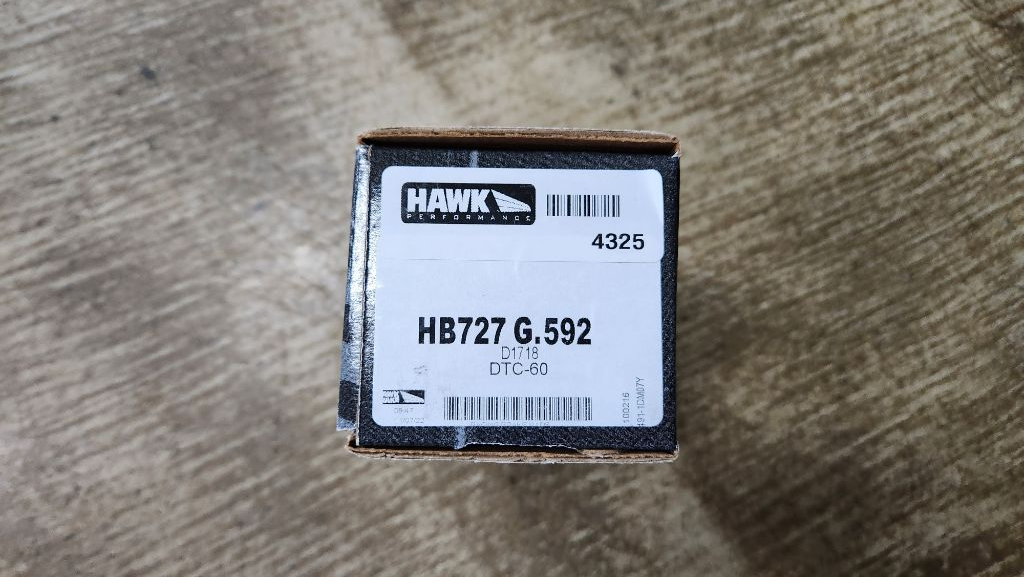 HAWK
PERFORMANCE
4325
HB727 G.592
D1718
DTC-60
100216